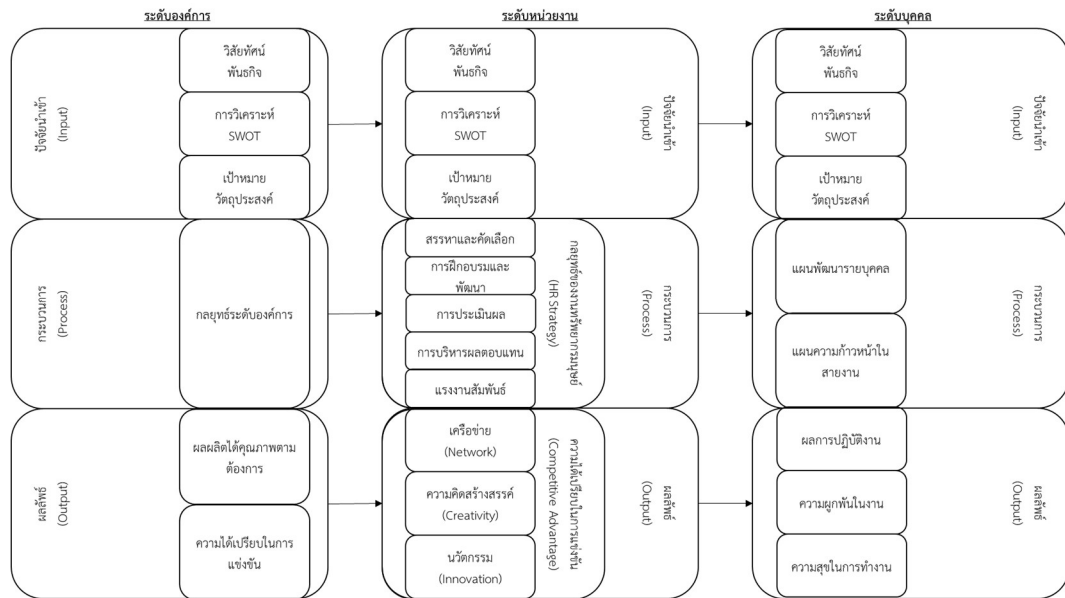 ระดับองค์การ
ปัจจัยนำเข้า
(Input)
วิสัยทัศน์
พันธกิจ
การวิเคราะห์
SWOT
เป้าหมาย
วัตถุประสงค์
กระบวนการ
(Process)
กลยุทธ์ระดับองค์การ
ผลลัพธ์
(Output)
ผลผลิตได้คุณภาพตาม
ต้องการ
ความได้เปรียบในการ
แข่งขัน
ระดับหน่วยงาน
วิสัยทัศน์
พันธกิจ
การวิเคราะห์
SWOT
เป้าหมาย
วัตถุประสงค์
ปัจจัยนำเข้า
(Input)
สรรหาและคัดเลือก
การฝึกอบรมและ
พัฒนา
การประเมินผล
การบริหารผลตอบแทน
แรงงานสัมพันธ์
กลยุทธ์ของงานทรัพยากรมนุษย์
(HR Strategy)
กระบวนการ
(Process)
เครือข่าย
(Network)
ความคิดสร้างสรรค์
(Creativity)
นวัตกรรม
(Innovation)
ความได้เปรียบในการแข่งขัน
(Competitive Advantage)
ผลลัพธ์
(Output)
ระดับบุคคล
วิสัยทัศน์
พันธกิจ
การวิเคราะห์
SWOT
เป้าหมาย
วัตถุประสงค์
ปัจจัยนำเข้า
(Input)
แผนพัฒนารายบุคคล
แผนความก้าวหน้าใน
สายงาน
กระบวนการ
(Process)
ผลการปฏิบัติงาน
ความผูกพันในงาน
ความสุขในการทำงาน
ผลลัพธ์
(Output)